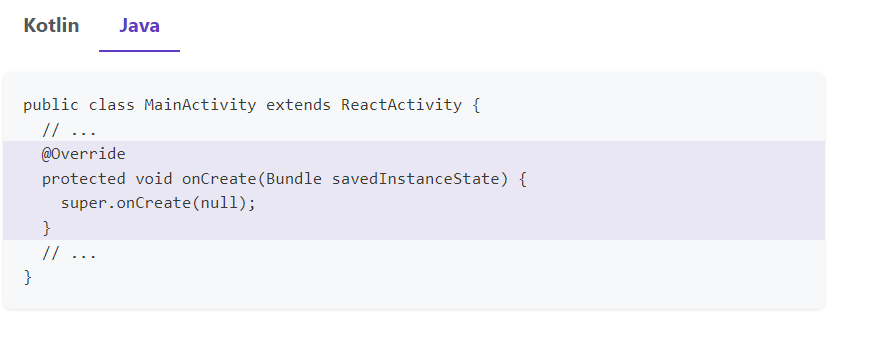 Kotlin Java
public class MainActivity extends ReactActivity {
  // ...
  @Override
  protected void onCreate(Bundle savedInstanceState) {
    super.onCreate(null);
  }
  // ...
}